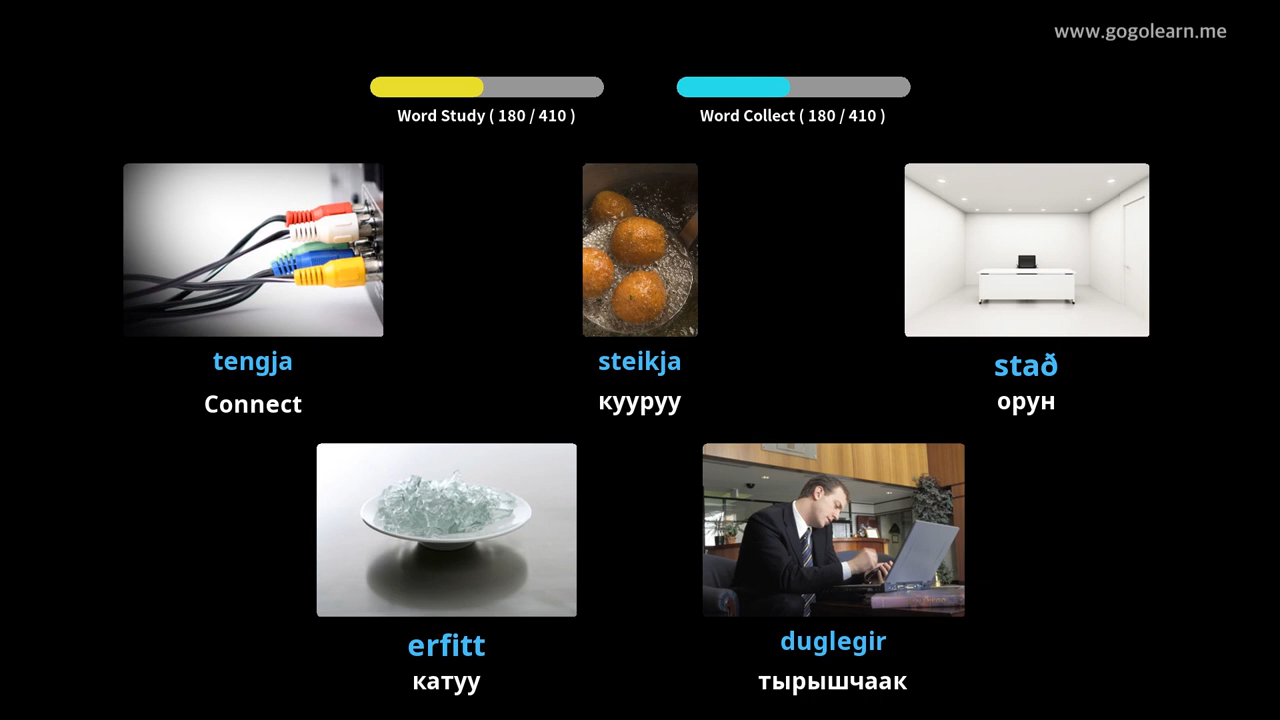 www.gogolearn.me
Word Study ( 180 / 410 )
Word Collect ( 180 / 410 )
tengja
Connect
steikja
кууруу
stað
орун
erfitt
катуу
duglegir
тырышчаак